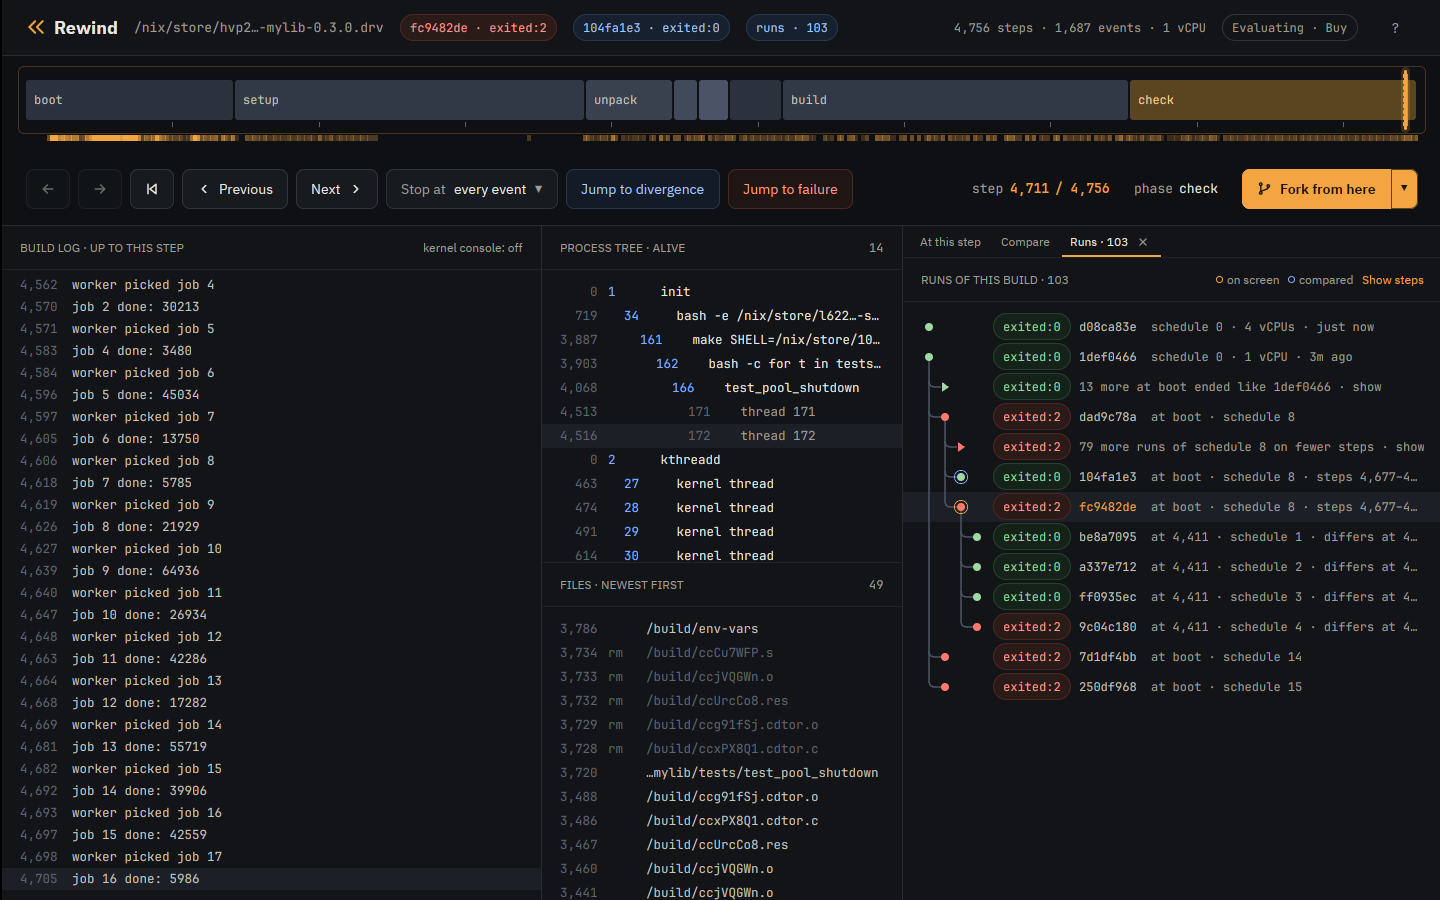 Rewind /nix/store/hvp2…-mylib-0.3.0.drv fc9482de · exited:2 104fa1e3 · exited:0 runs · 103 4,756 steps · 1,687 events · 1 vCPU Evaluating · Buy ?
boot setup unpack build check
Previous Next Stop at every event Jump to divergence Jump to failure step 4,711 / 4,756 phase check Fork from here
BUILD LOG · UP TO THIS STEP kernel console: off
4,562 worker picked job 4
4,570 job 2 done: 30213
4,571 worker picked job 5
4,583 job 4 done: 3480
4,584 worker picked job 6
4,596 job 5 done: 45034
4,597 worker picked job 7
4,605 job 6 done: 13750
4,606 worker picked job 8
4,618 job 7 done: 5785
4,619 worker picked job 9
4,626 job 8 done: 21929
4,627 worker picked job 10
4,639 job 9 done: 64936
4,640 worker picked job 11
4,647 job 10 done: 26934
4,648 worker picked job 12
4,663 job 11 done: 42286
4,664 worker picked job 13
4,668 job 12 done: 17282
4,669 worker picked job 14
4,681 job 13 done: 55719
4,682 worker picked job 15
4,692 job 14 done: 39906
4,693 worker picked job 16
4,697 job 15 done: 42559
4,698 worker picked job 17
4,705 job 16 done: 5986
PROCESS TREE · ALIVE 14
0 1 init
719 34 bash -e /nix/store/l622…-s…
3,887 161 make SHELL=/nix/store/10…
3,903 162 bash -c for t in tests…
4,068 166 test_pool_shutdown
4,513 171 thread 171
4,516 172 thread 172
0 2 kthreadd
463 27 kernel thread
474 28 kernel thread
491 29 kernel thread
614 30 kernel thread
FILES · NEWEST FIRST 49
3,786 /build/env-vars
3,734 rm /build/ccCu7WFP.s
3,733 rm /build/ccjVQGWn.o
3,732 rm /build/ccUrcCo8.res
3,729 rm /build/ccg91fSj.cdtor.o
3,728 rm /build/ccxPX8Q1.cdtor.c
3,720 …mylib/tests/test_pool_shutdown
3,488 /build/ccg91fSj.cdtor.o
3,486 /build/ccxPX8Q1.cdtor.c
3,467 /build/ccUrcCo8.res
3,460 /build/ccjVQGWn.o
3,441 /build/ccjVQGWn.o
At this step Compare Runs · 103 ×
RUNS OF THIS BUILD · 103 on screen compared Show steps
exited:0 d08ca83e schedule 0 · 4 vCPUs · just now
exited:0 1def0466 schedule 0 · 1 vCPU · 3m ago
exited:0 13 more at boot ended like 1def0466 · show
exited:2 dad9c78a at boot · schedule 8
exited:2 79 more runs of schedule 8 on fewer steps · show
exited:0 104fa1e3 at boot · schedule 8 · steps 4,677–4…
exited:2 fc9482de at boot · schedule 8 · steps 4,677–4…
exited:0 be8a7095 at 4,411 · schedule 1 · differs at 4…
exited:0 a337e712 at 4,411 · schedule 2 · differs at 4…
exited:0 ff0935ec at 4,411 · schedule 3 · differs at 4…
exited:2 9c04c180 at 4,411 · schedule 4 · differs at 4…
exited:2 7d1df4bb at boot · schedule 14
exited:2 250df968 at boot · schedule 15